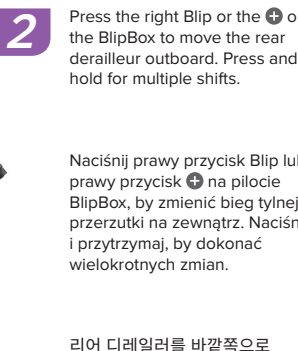 2
Press the right Blip or the + o
the BlipBox to move the rear
derailleur outboard. Press and
hold for multiple shifts.
Naciśnij prawy przycisk Blip lu
prawy przycisk + na pilocie
BlipBox, by zmienić bieg tylnej
przerzutki na zewnątrz. Naciśn
i przytrzymaj, by dokonać
wielokrotnych zmian.
리어 디레일러를 바깥쪽으로